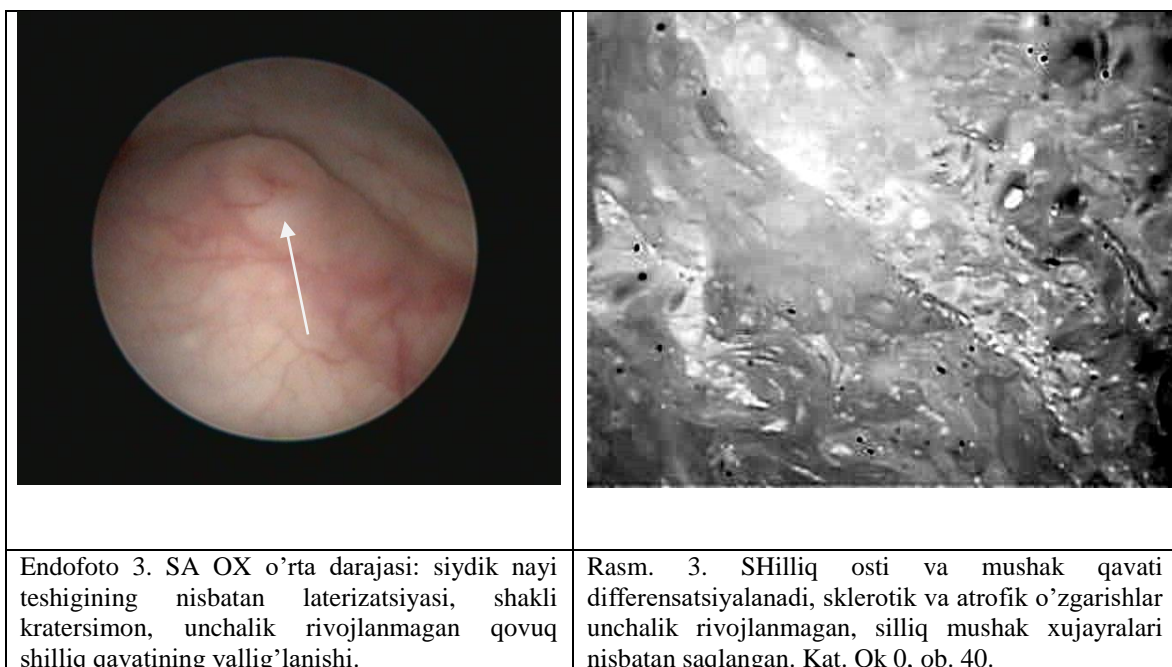 Endofoto 3. SA OX o’rta darajasi: siydik nayi
teshigining nisbatan laterizatsiyasi, shakli
kratersimon, unchalik rivojlanmagan qovuq
shilliq qavatining yallig’lanishi.
Rasm. 3. SHilliq osti va mushak qavati
differensatsiyalanadi, sklerotik va atrofik o’zgarishlar
unchalik rivojlanmagan, silliq mushak xujayralari
nisbatan saqlangan. Kat. Ok 0, ob. 40.